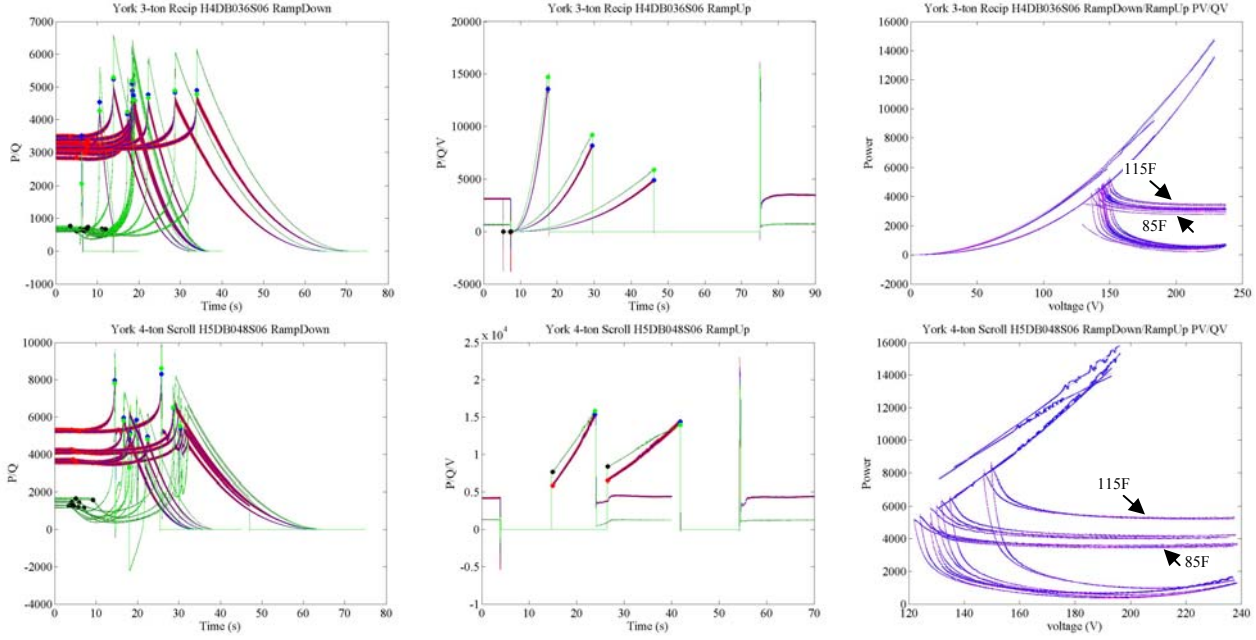 York 3-ton Recip H4DB036S06 RampDown
7000
6000
5000
4000
3000
2000
1000
0
-1000
P/Q
0 10 20 30 40 50 60 70 80
Time (s)
York 3-ton Recip H4DB036S06 RampUp
20000
15000
10000
5000
0
-5000
P/Q/V
0 10 20 30 40 50 60 70 80 90
Time (s)
York 3-ton Recip H4DB036S06 RampDown/RampUp PV/QV
16000
14000
12000
10000
8000
6000
4000
2000
0
-2000
Power
115F
85F
0 50 100 150 200 250
voltage (V)
York 4-ton Scroll H5DB048S06 RampDown
10000
8000
6000
4000
2000
0
-2000
-4000
P/Q
0 10 20 30 40 50 60 70 80
Time (s)
York 4-ton Scroll H5DB048S06 RampUp
x 10^4
2.5
2
1.5
1
0.5
0
-0.5
-1
P/Q/V
0 10 20 30 40 50 60 70
Time (s)
York 4-ton Scroll H5DB048S06 RampDown/RampUp PV/QV
16000
14000
12000
10000
8000
6000
4000
2000
0
Power
115F
85F
120 140 160 180 200 220 240
voltage (V)